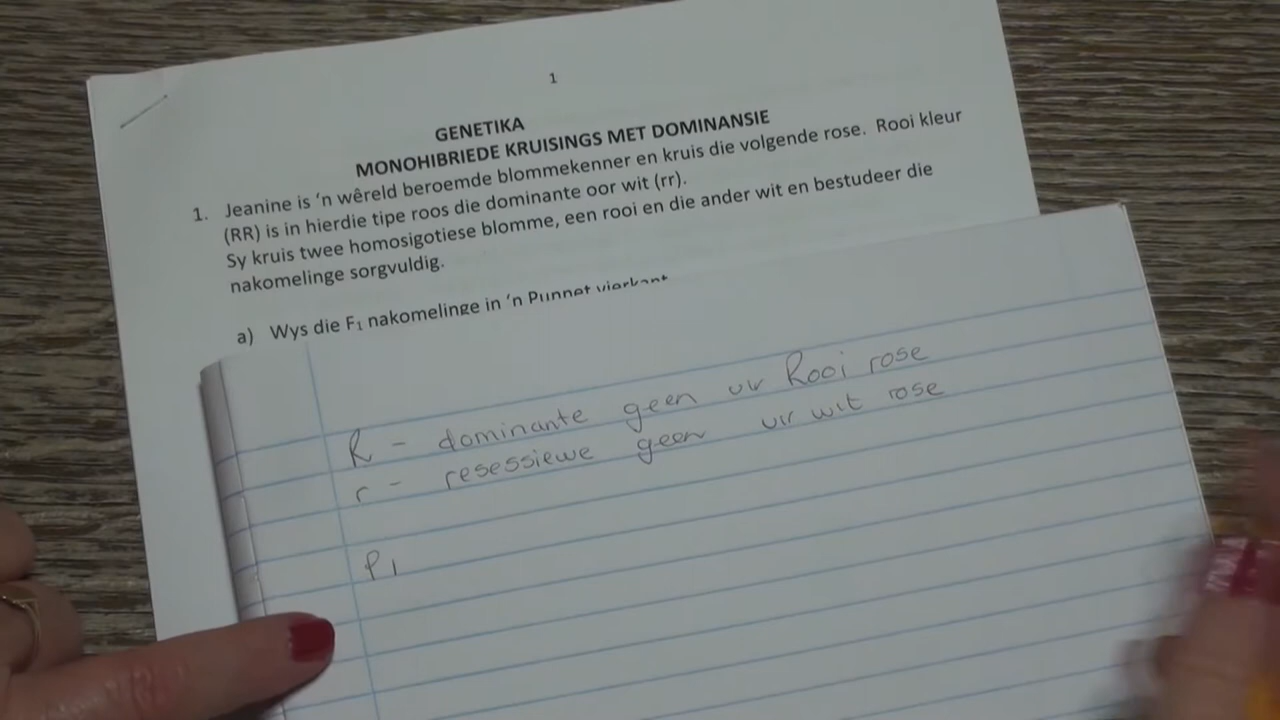 1
GENETIKA
MONOHIBRIEDE KRUISINGS MET DOMINANSIE
1. Jeanine is ‘n wêreld beroemde blommekenner en kruis die volgende rose. Rooi kleur
(RR) is in hierdie tipe roos die dominante oor wit (rr).
Sy kruis twee homosigotiese blomme, een rooi en die ander wit en bestudeer die
nakomelinge sorgvuldig.
a) Wys die F₁ nakomelinge in ‘n Punnet vierkant
R – dominante geen vir Rooi rose
r – resessiewe geen vir wit rose
P₁